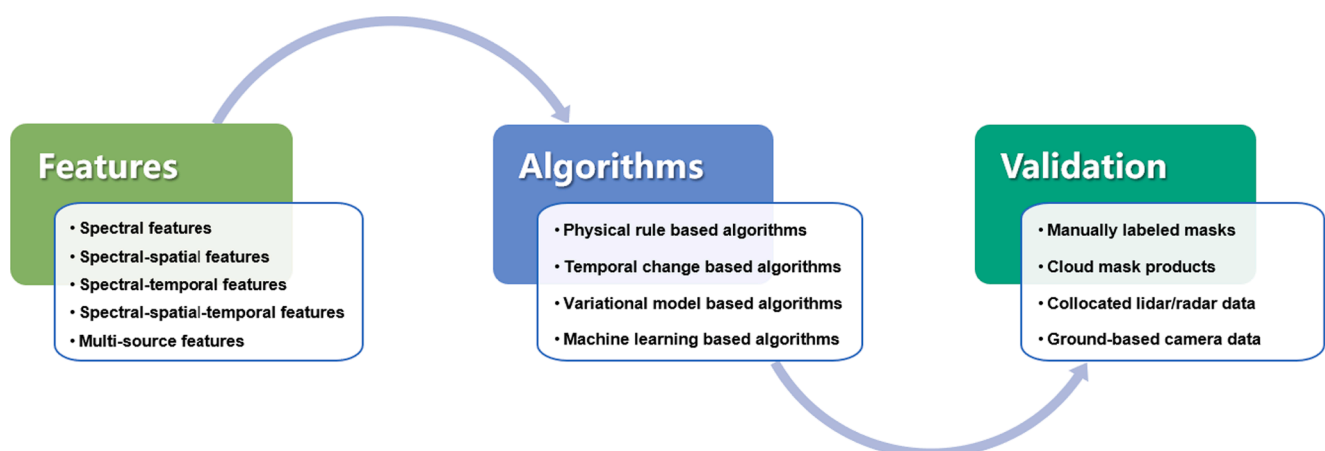 Features
• Spectral features
• Spectral-spatial features
• Spectral-temporal features
• Spectral-spatial-temporal features
• Multi-source features
Algorithms
• Physical rule based algorithms
• Temporal change based algorithms
• Variational model based algorithms
• Machine learning based algorithms
Validation
• Manually labeled masks
• Cloud mask products
• Collocated lidar/radar data
• Ground-based camera data